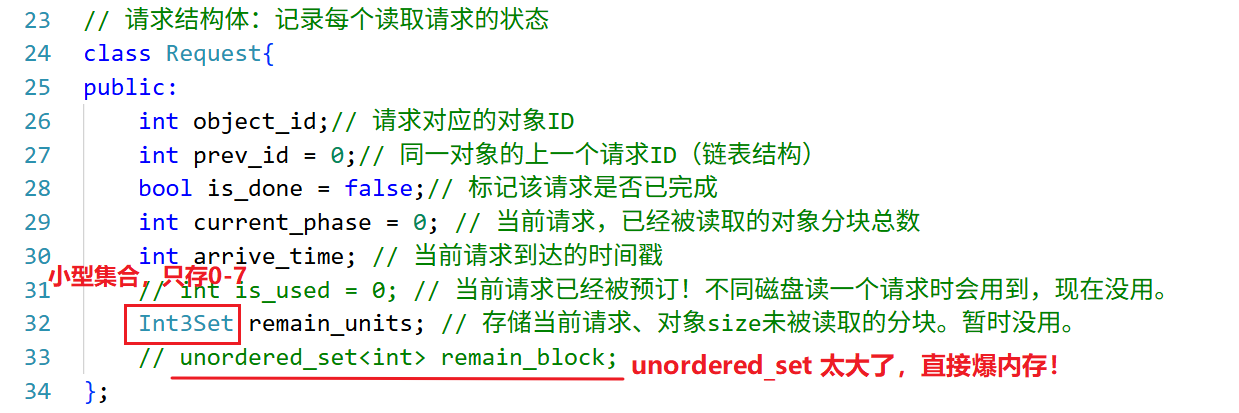 23 // 请求结构体：记录每个读取请求的状态
24 class Request{
25 public:
26 int object_id;// 请求对应的对象ID
27 int prev_id = 0;// 同一对象的上一个请求ID（链表结构）
28 bool is_done = false;// 标记该请求是否已完成
29 int current_phase = 0; // 当前请求，已经被读取的对象分块总数
30 int arrive_time; // 当前请求到达的时间戳
小型集合，只存0-7
31 // int is_used = 0; // 当前请求已经被预订！不同磁盘读一个请求时会用到，现在没用。
32 Int3Set remain_units; // 存储当前请求、对象size未被读取的分块。暂时没用。
33 // unordered_set<int> remain_block; unordered_set 太大了，直接爆内存！
34 };